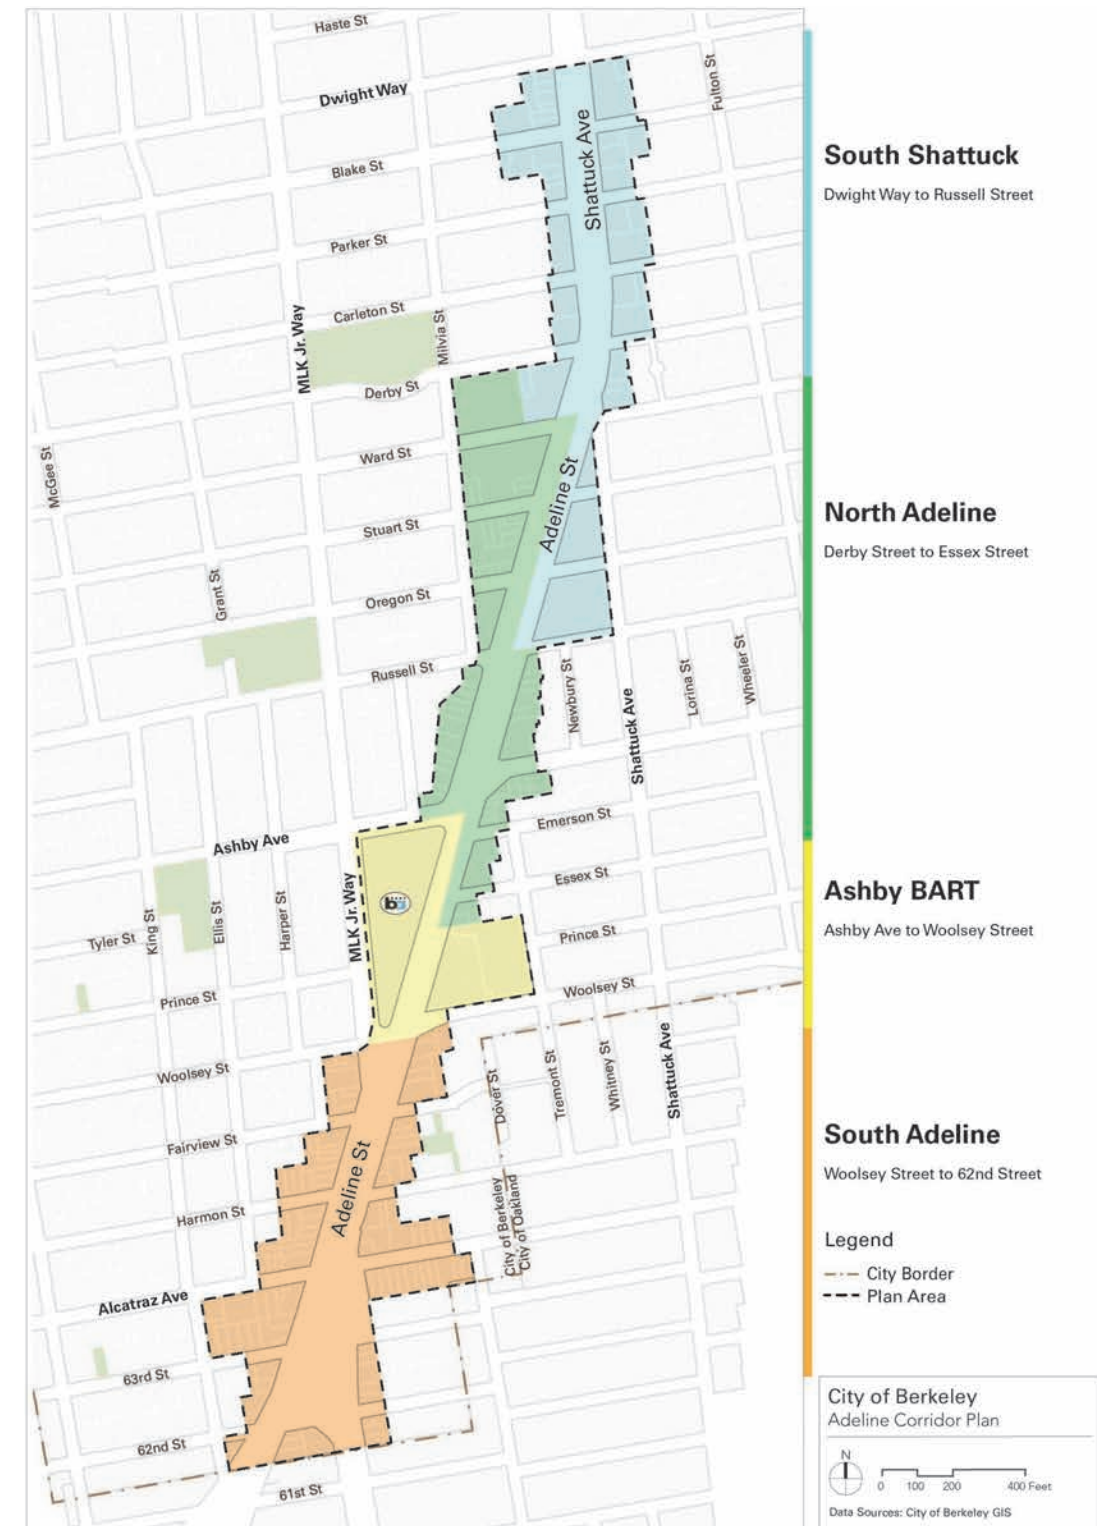 Haste St
Dwight Way
Fulton St
Shattuck Ave
Blake St
Parker St
Carleton St
MLK Jr. Way
Milvia St
Derby St
Ward St
McGee St
Adeline St
Stuart St
Grant St
Oregon St
Russell St
Newbury St
Shattuck Ave
Lorina St
Wheeler St
Ashby Ave
Emerson St
Essex St
MLK Jr. Way
ba
King St
Ellis St
Harper St
Tyler St
Prince St
Prince St
Woolsey St
Woolsey St
Dover St
Tremont St
Whitney St
Shattuck Ave
Fairview St
Adeline St
Harmon St
City of Berkeley
City of Oakland
Alcatraz Ave
63rd St
62nd St
61st St
South Shattuck
Dwight Way to Russell Street
North Adeline
Derby Street to Essex Street
Ashby BART
Ashby Ave to Woolsey Street
South Adeline
Woolsey Street to 62nd Street
Legend
City Border
Plan Area
City of Berkeley
Adeline Corridor Plan
N
0 100 200 400 Feet
Data Sources: City of Berkeley GIS